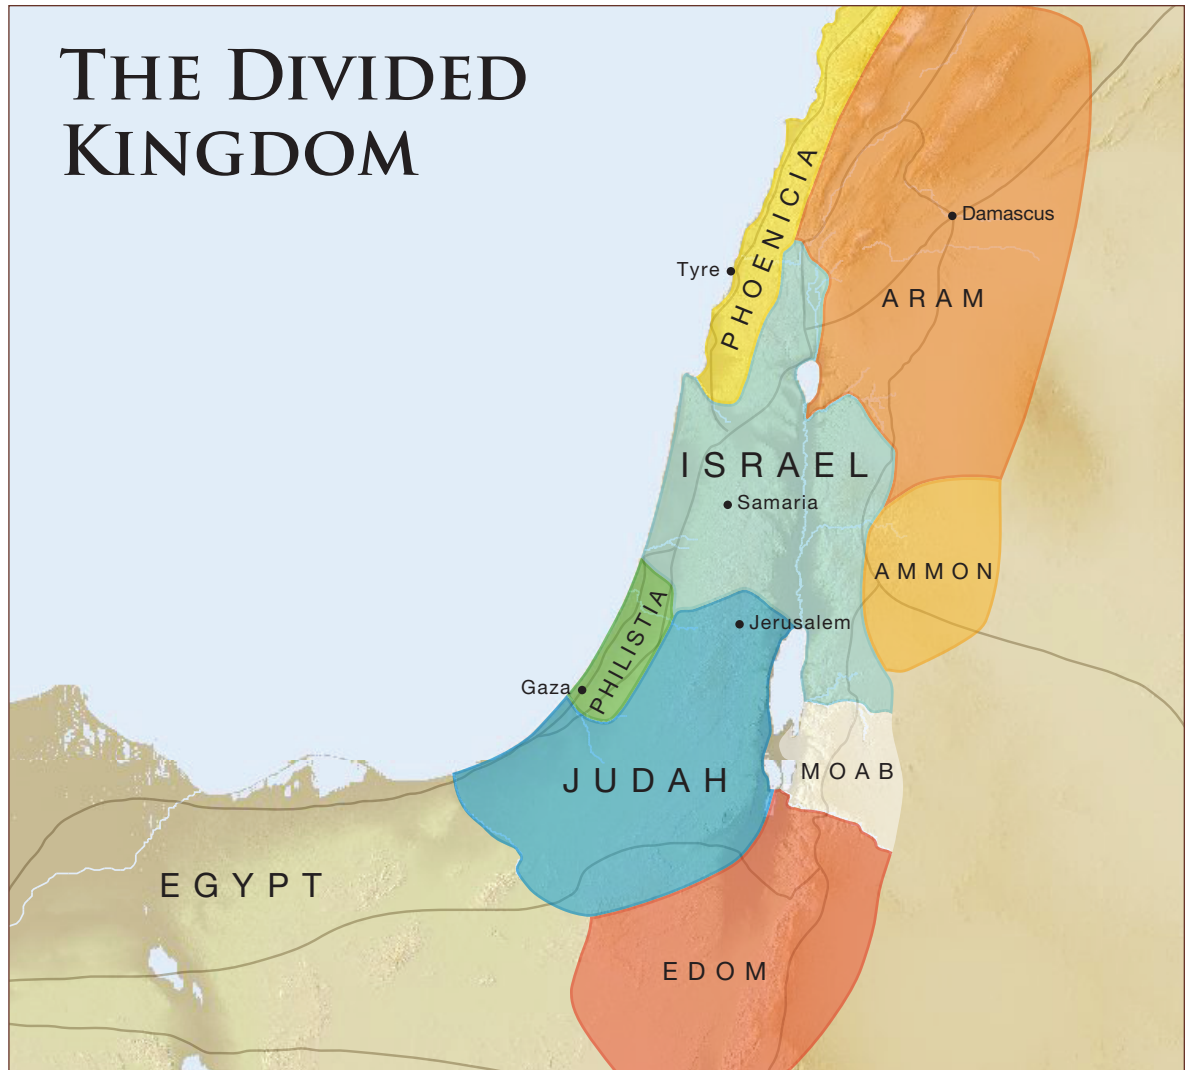 THE DIVIDED
KINGDOM
PHOENICIA
Damascus
Tyre
ARAM
ISRAEL
Samaria
AMMON
PHILISTIA
Jerusalem
Gaza
JUDAH
MOAB
EGYPT
EDOM